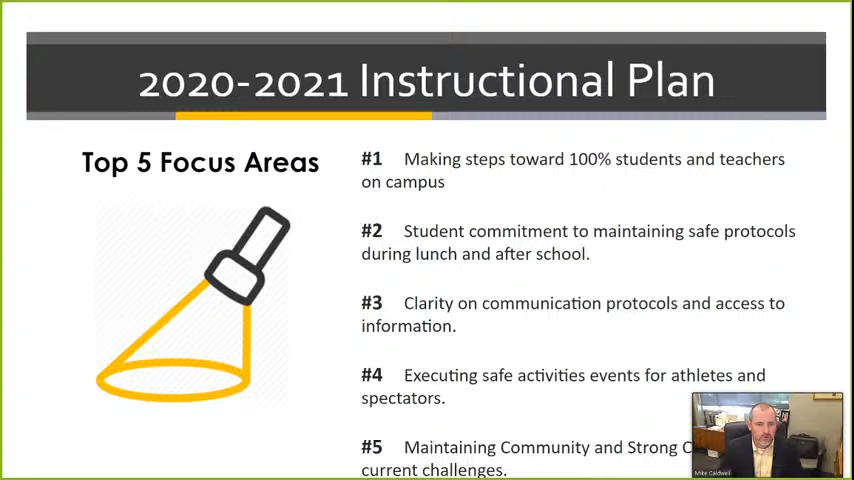 2020-2021 Instructional Plan
Top 5 Focus Areas
#1 Making steps toward 100% students and teachers
on campus
#2 Student commitment to maintaining safe protocols
during lunch and after school.
#3 Clarity on communication protocols and access to
information.
#4 Executing safe activities events for athletes and
spectators.
#5 Maintaining Community and Strong
current challenges.
Mike Caldwell